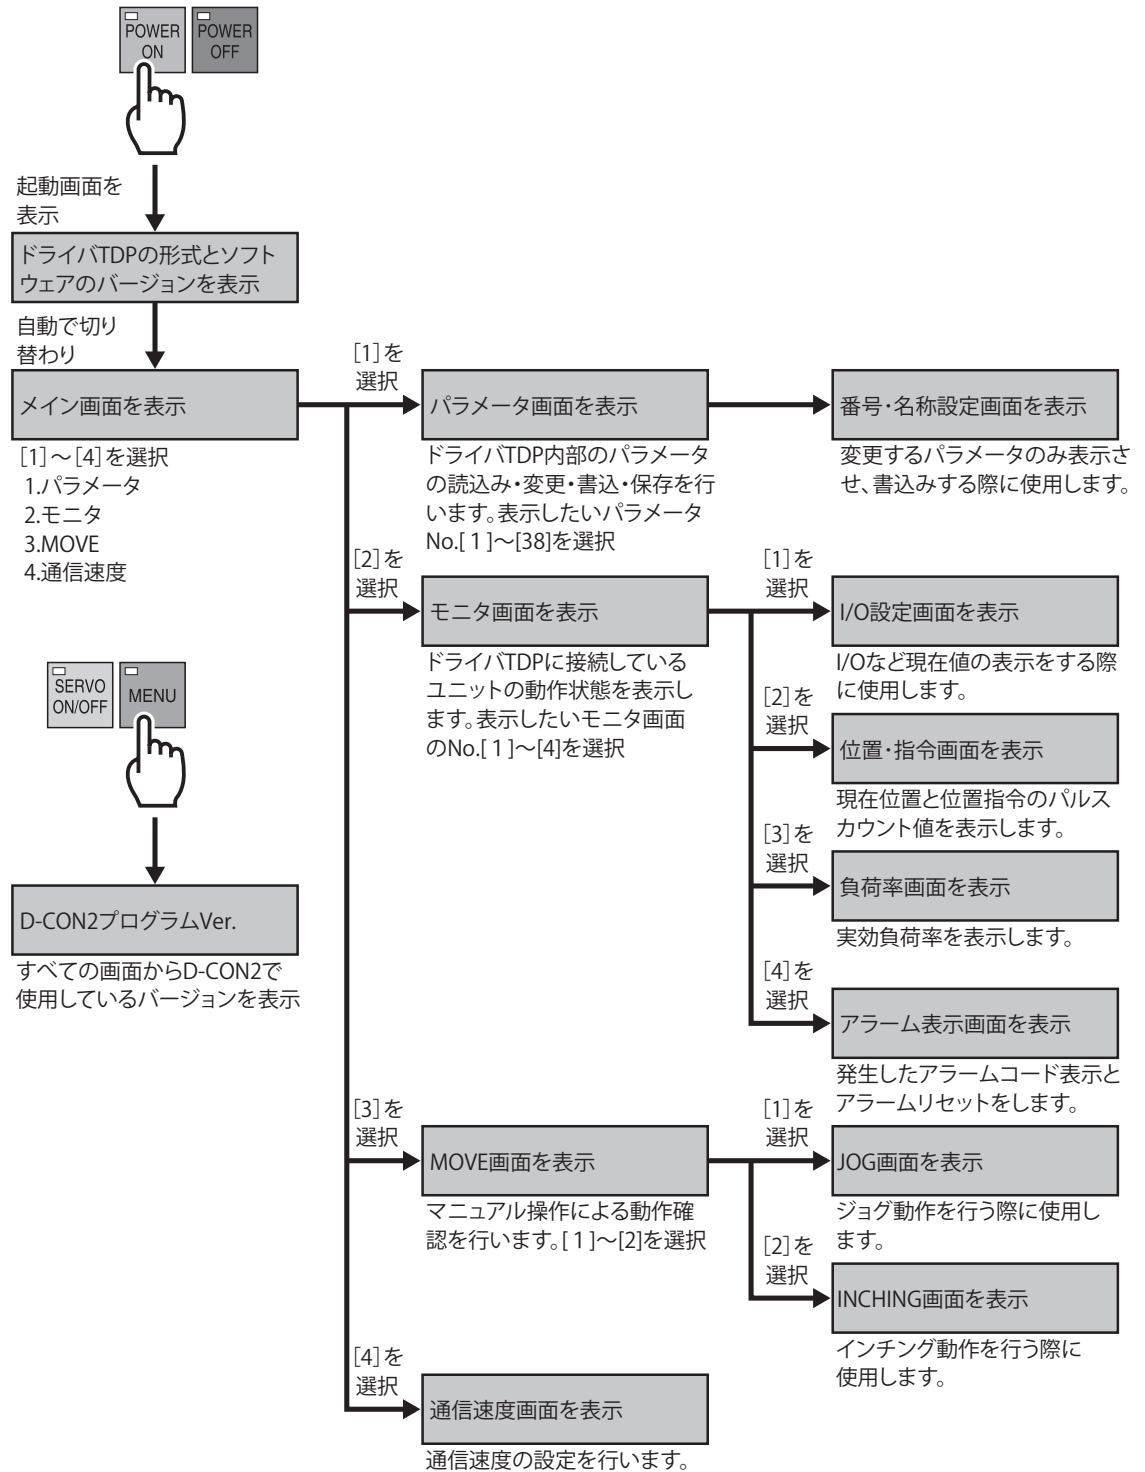 POWER
ON
POWER
OFF
起動画面を
表示
ドライバTDPの形式とソフト
ウェアのバージョンを表示
自動で切り
替わり
メイン画面を表示
[1]～[4]を選択
1.パラメータ
2.モニタ
3.MOVE
4.通信速度
SERVO
ON/OFF
MENU
D-CON2プログラムVer.
すべての画面からD-CON2で
使用しているバージョンを表示
[1]を
選択
パラメータ画面を表示
ドライバTDP内部のパラメータ
の読込み・変更・書込・保存を行
います。表示したいパラメータ
No.[ 1 ]～[38]を選択
番号・名称設定画面を表示
変更するパラメータのみ表示さ
せ、書込みする際に使用します。
[2]を
選択
モニタ画面を表示
ドライバTDPに接続している
ユニットの動作状態を表示し
ます。表示したいモニタ画面
のNo.[ 1 ]～[4]を選択
[1]を
選択
I/O設定画面を表示
I/Oなど現在値の表示をする際
に使用します。
[2]を
選択
位置・指令画面を表示
現在位置と位置指令のパルス
カウント値を表示します。
[3]を
選択
負荷率画面を表示
実効負荷率を表示します。
[4]を
選択
アラーム表示画面を表示
発生したアラームコード表示と
アラームリセットをします。
[3]を
選択
MOVE画面を表示
マニュアル操作による動作確
認を行います。[ 1 ]～[2]を選択
[1]を
選択
JOG画面を表示
ジョグ動作を行う際に使用し
ます。
[2]を
選択
INCHING画面を表示
インチング動作を行う際に
使用します。
[4]を
選択
通信速度画面を表示
通信速度の設定を行います。